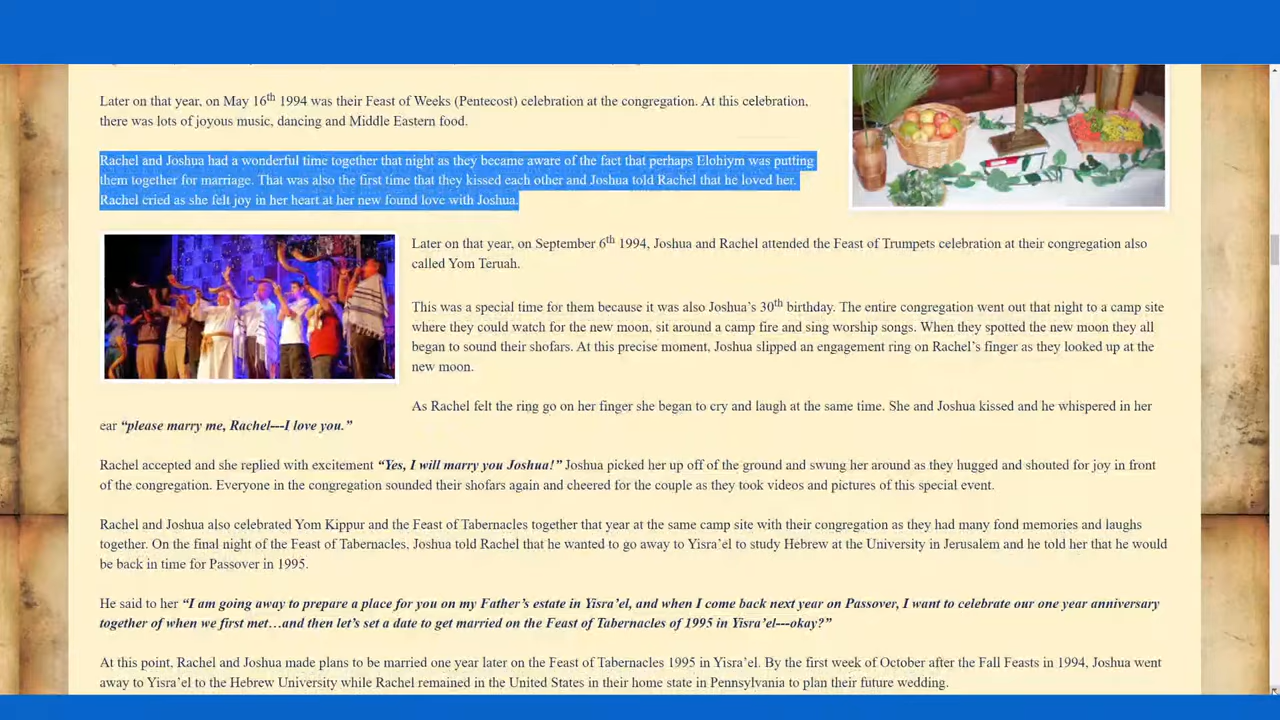 Later on that year, on May 16th 1994 was their Feast of Weeks (Pentecost) celebration at the congregation. At this celebration,
there was lots of joyous music, dancing and Middle Eastern food.
Rachel and Joshua had a wonderful time together that night as they became aware of the fact that perhaps Elohiym was putting
them together for marriage. That was also the first time that they kissed each other and Joshua told Rachel that he loved her.
Rachel cried as she felt joy in her heart at her new found love with Joshua.
Later on that year, on September 6th 1994, Joshua and Rachel attended the Feast of Trumpets celebration at their congregation also
called Yom Teruah.
This was a special time for them because it was also Joshua's 30th birthday. The entire congregation went out that night to a camp site
where they could watch for the new moon, sit around a camp fire and sing worship songs. When they spotted the new moon they all
began to sound their shofars. At this precise moment, Joshua slipped an engagement ring on Rachel's finger as they looked up at the
new moon.
As Rachel felt the ring go on her finger she began to cry and laugh at the same time. She and Joshua kissed and he whispered in her
ear “please marry me, Rachel---I love you.”
Rachel accepted and she replied with excitement “Yes, I will marry you Joshua!” Joshua picked her up off of the ground and swung her around as they hugged and shouted for joy in front
of the congregation. Everyone in the congregation sounded their shofars again and cheered for the couple as they took videos and pictures of this special event.
Rachel and Joshua also celebrated Yom Kippur and the Feast of Tabernacles together that year at the same camp site with their congregation as they had many fond memories and laughs
together. On the final night of the Feast of Tabernacles, Joshua told Rachel that he wanted to go away to Yisra'el to study Hebrew at the University in Jerusalem and he told her that he would
be back in time for Passover in 1995.
He said to her “I am going away to prepare a place for you on my Father's estate in Yisra'el, and when I come back next year on Passover, I want to celebrate our one year anniversary
together of when we first met…and then let's set a date to get married on the Feast of Tabernacles of 1995 in Yisra'el---okay?”
At this point, Rachel and Joshua made plans to be married one year later on the Feast of Tabernacles 1995 in Yisra'el. By the first week of October after the Fall Feasts in 1994, Joshua went
away to Yisra'el to the Hebrew University while Rachel remained in the United States in their home state in Pennsylvania to plan their future wedding.